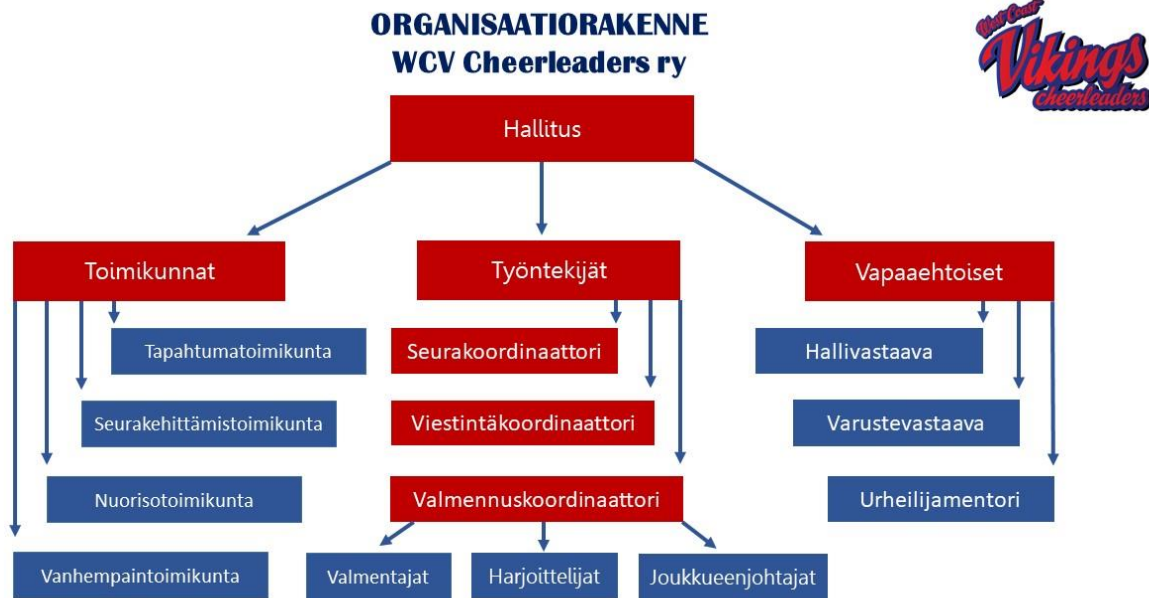 ORGANISAATIORAKENNE
WCV Cheerleaders ry
West Coast
Vikings
cheerleaders
Hallitus
Toimikunnat
Työntekijät
Vapaaehtoiset
Tapahtumatoimikunta
Seurakoordinaattori
Hallivastaava
Seurakehittämistoimikunta
Viestintäkoordinaattori
Varustevastaava
Nuorisotoimikunta
Valmennuskoordinaattori
Urheilijamentori
Vanhempaintoimikunta
Valmentajat
Harjoittelijat
Joukkueenjohtajat